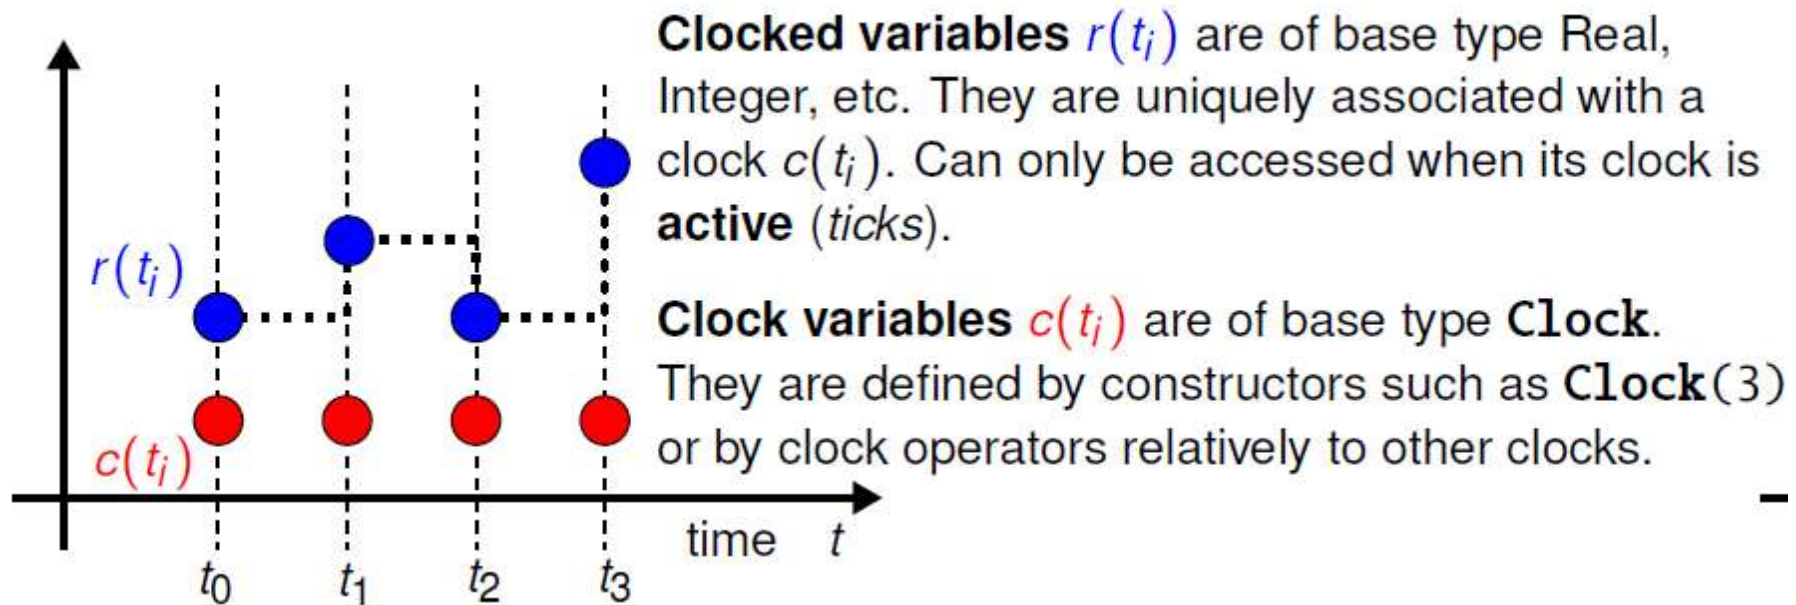 Clocked variables r(tᵢ) are of base type Real,
Integer, etc. They are uniquely associated with a
clock c(tᵢ). Can only be accessed when its clock is
active (ticks).
Clock variables c(tᵢ) are of base type Clock.
They are defined by constructors such as Clock(3)
or by clock operators relatively to other clocks.
r(tᵢ)
c(tᵢ)
time t
t₀ t₁ t₂ t₃